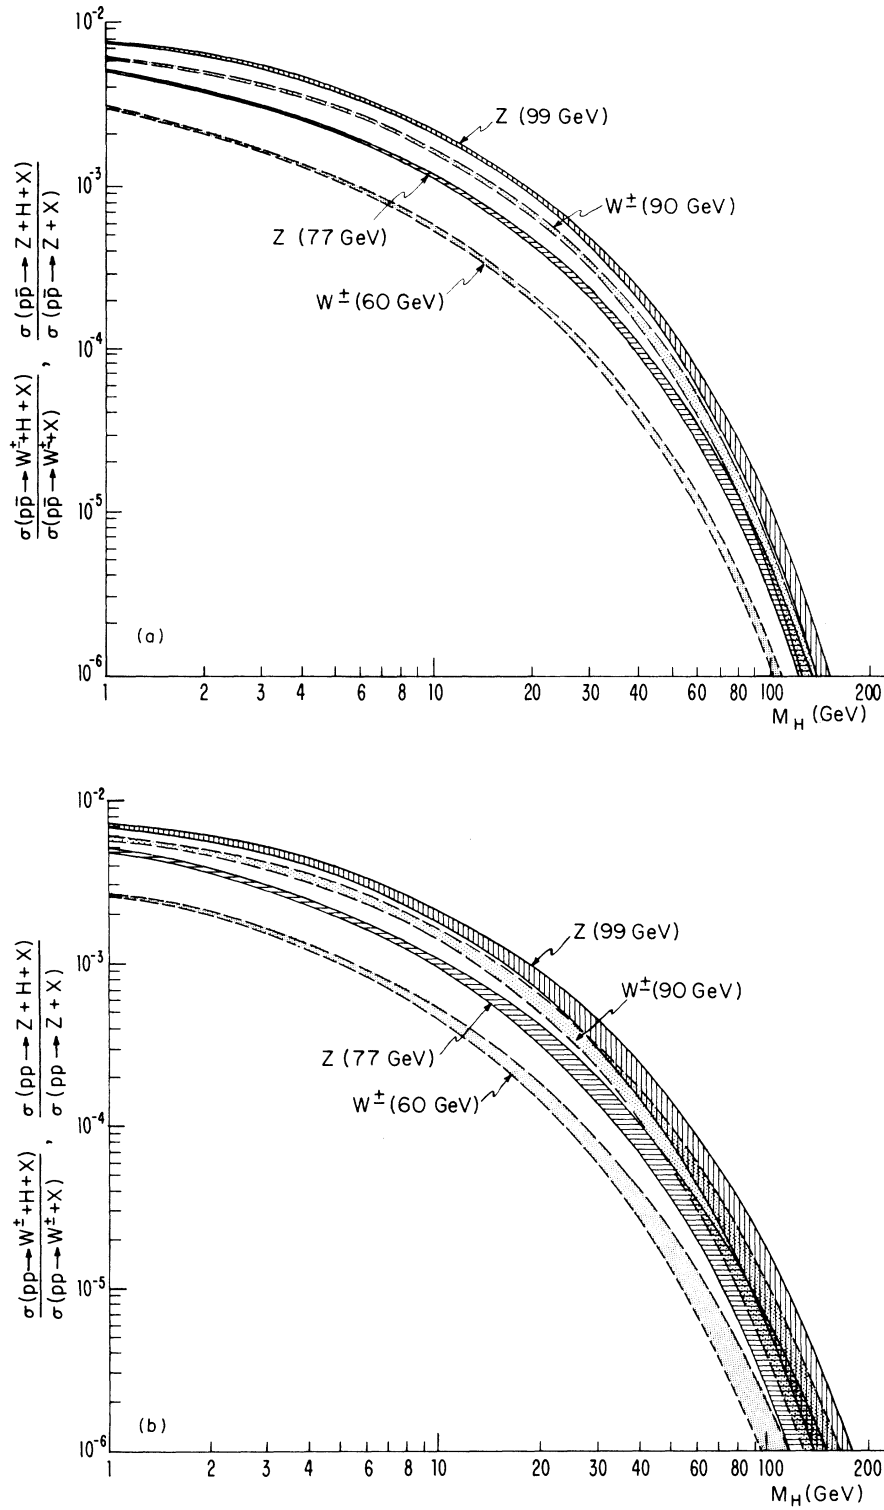 10⁻²
10⁻³
10⁻⁴
10⁻⁵
10⁻⁶
σ(pp̄→W±+H+X)
σ(pp̄→W±+X)
,
σ(pp̄→Z+H+X)
σ(pp̄→Z+X)
Z (99 GeV)
W±(90 GeV)
Z (77 GeV)
W±(60 GeV)
(a)
1 2 3 4 6 8 10 20 30 40 60 80 100 200
M_H (GeV)
10⁻²
10⁻³
10⁻⁴
10⁻⁵
10⁻⁶
σ(pp→W±+H+X)
σ(pp→W±+X)
,
σ(pp→Z+H+X)
σ(pp→Z+X)
Z (99 GeV)
W±(90 GeV)
Z (77 GeV)
W±(60 GeV)
(b)
1 2 3 4 6 8 10 20 30 40 60 80 100 200
M_H (GeV)